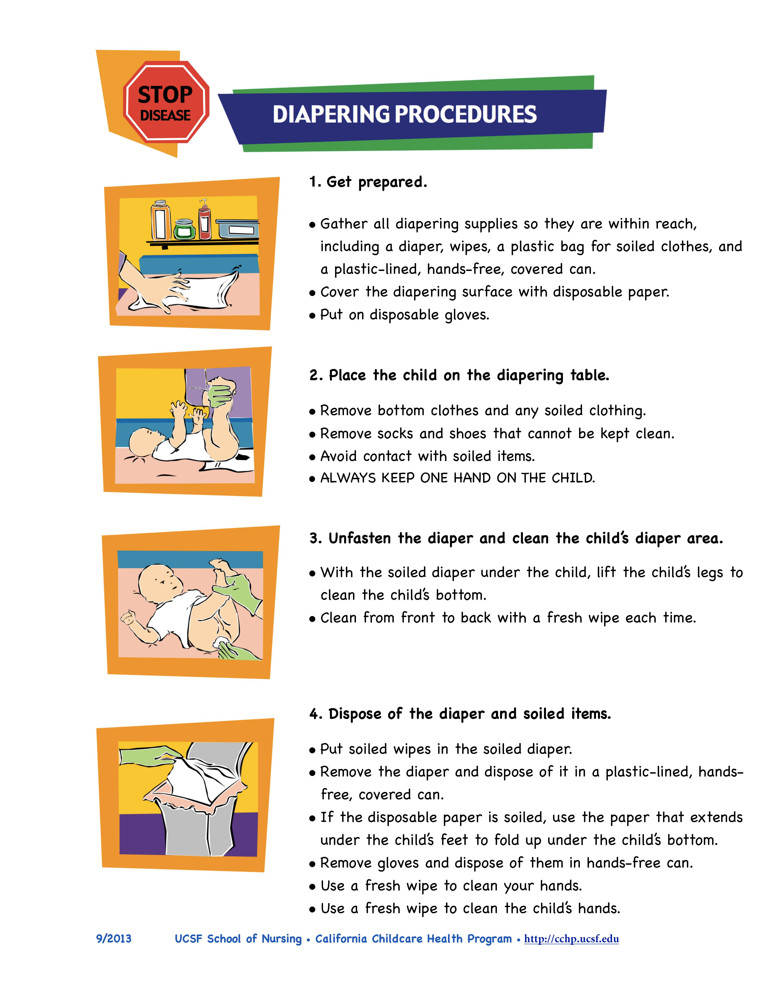 STOP
DISEASE
DIAPERING PROCEDURES
1. Get prepared.
• Gather all diapering supplies so they are within reach,
including a diaper, wipes, a plastic bag for soiled clothes, and
a plastic-lined, hands-free, covered can.
• Cover the diapering surface with disposable paper.
• Put on disposable gloves.
2. Place the child on the diapering table.
• Remove bottom clothes and any soiled clothing.
• Remove socks and shoes that cannot be kept clean.
• Avoid contact with soiled items.
• ALWAYS KEEP ONE HAND ON THE CHILD.
3. Unfasten the diaper and clean the child's diaper area.
• With the soiled diaper under the child, lift the child's legs to
clean the child's bottom.
• Clean from front to back with a fresh wipe each time.
4. Dispose of the diaper and soiled items.
• Put soiled wipes in the soiled diaper.
• Remove the diaper and dispose of it in a plastic-lined, hands-
free, covered can.
• If the disposable paper is soiled, use the paper that extends
under the child's feet to fold up under the child's bottom.
• Remove gloves and dispose of them in hands-free can.
• Use a fresh wipe to clean your hands.
• Use a fresh wipe to clean the child's hands.
9/2013 UCSF School of Nursing • California Childcare Health Program • http://cchp.ucsf.edu